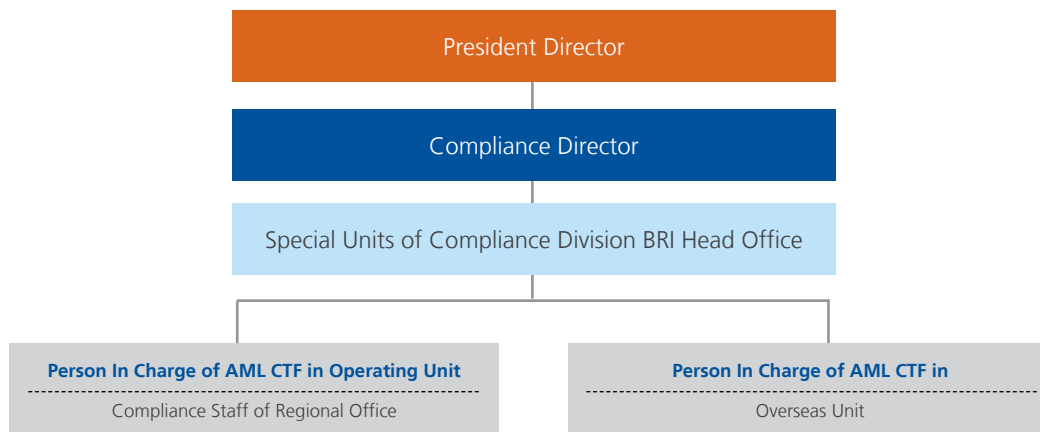 President Director
Compliance Director
Special Units of Compliance Division BRI Head Office
Person In Charge of AML CTF in Operating Unit
Compliance Staff of Regional Office
Person In Charge of AML CTF in
Overseas Unit